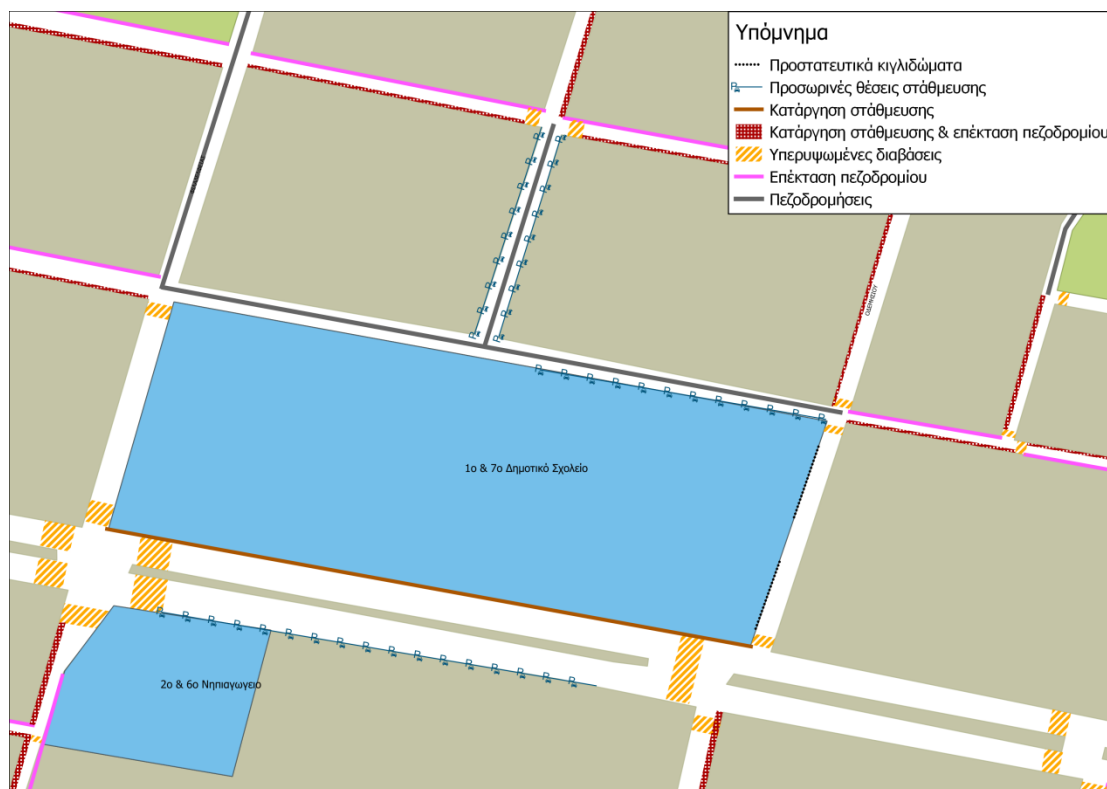 Υπόμνημα
Προστατευτικά κιγλιδώματα
Προσωρινές θέσεις στάθμευσης
Κατάργηση στάθμευσης
Κατάργηση στάθμευσης & επέκταση πεζοδρομίου
Υπερυψωμένες διαβάσεις
Επέκταση πεζοδρομίου
Πεζοδρομήσεις
1ο & 7ο Δημοτικό Σχολείο
2ο & 6ο Νηπιαγωγειο